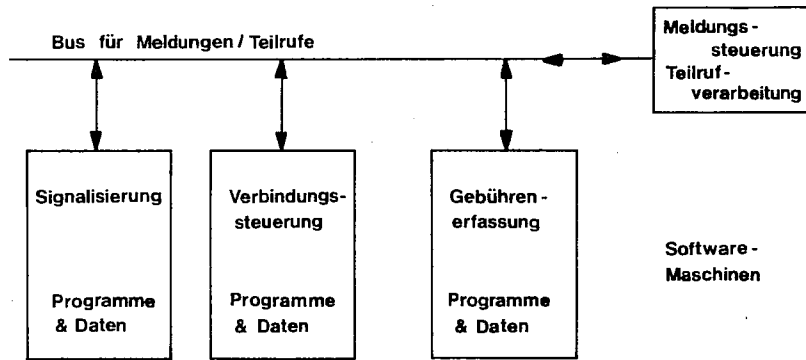 Bus für Meldungen/Teilrufe
Meldungs-
steuerung
Teilruf-
verarbeitung
Signalisierung
Programme
& Daten
Verbindungs-
steuerung
Programme
& Daten
Gebühren-
erfassung
Programme
& Daten
Software-
Maschinen